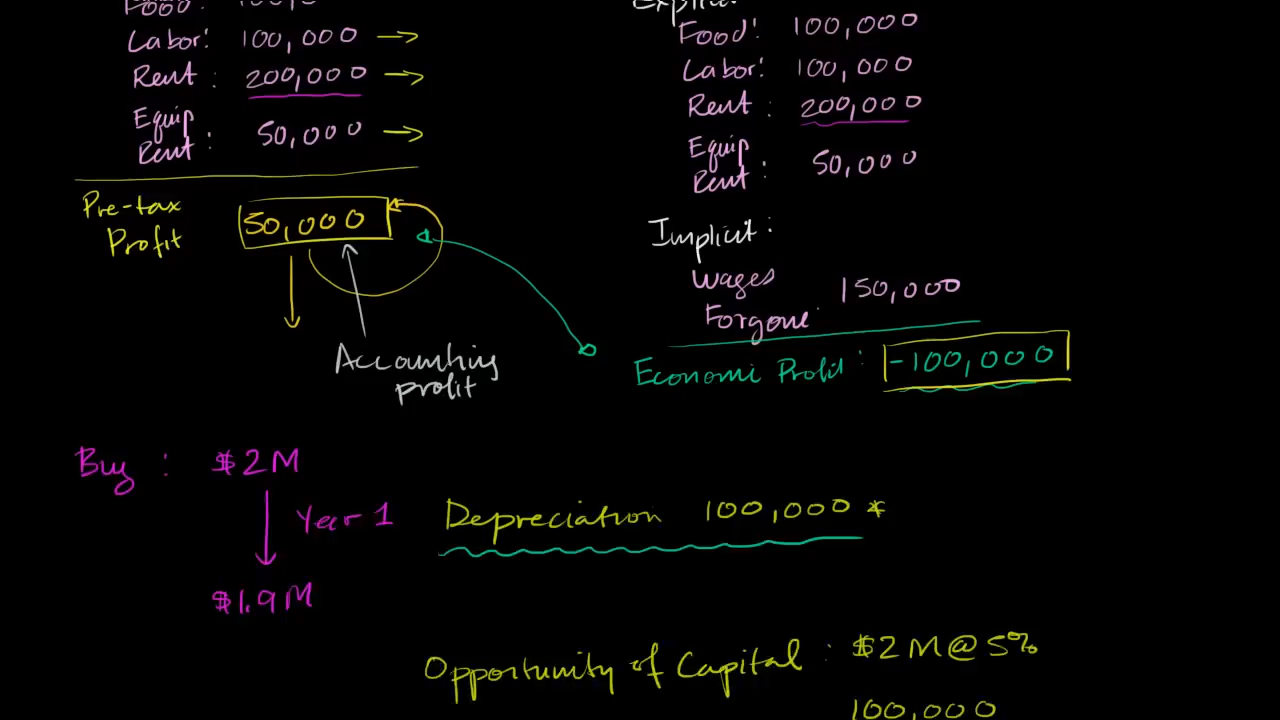 Food:
Labor: 100,000
Rent: 200,000
Equip
Rent: 50,000
Pre-tax
Profit
50,000
Accounting
profit
Food: 100,000
Labor: 100,000
Rent: 200,000
Equip
Rent: 50,000
Implicit:
Wages
Forgone: 150,000
Economi Profit: -100,000
Buy: $2M
Year 1
$1.9M
Depreciation 100,000 *
Opportunity of Capital: $2M@5%
100,000